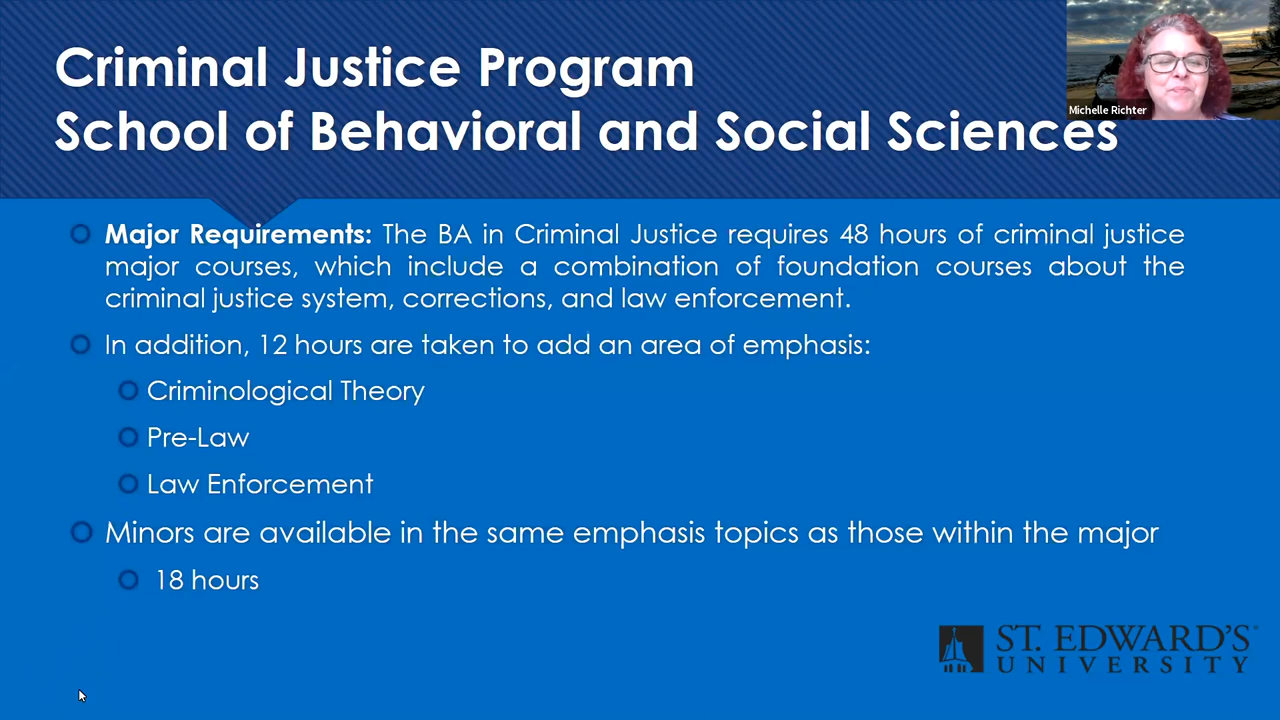 Criminal Justice Program
School of Behavioral and Social Sciences
Michelle Richter
Major Requirements: The BA in Criminal Justice requires 48 hours of criminal justice
major courses, which include a combination of foundation courses about the
criminal justice system, corrections, and law enforcement.
In addition, 12 hours are taken to add an area of emphasis:
Criminological Theory
Pre-Law
Law Enforcement
Minors are available in the same emphasis topics as those within the major
18 hours
ST. EDWARD'S
UNIVERSITY